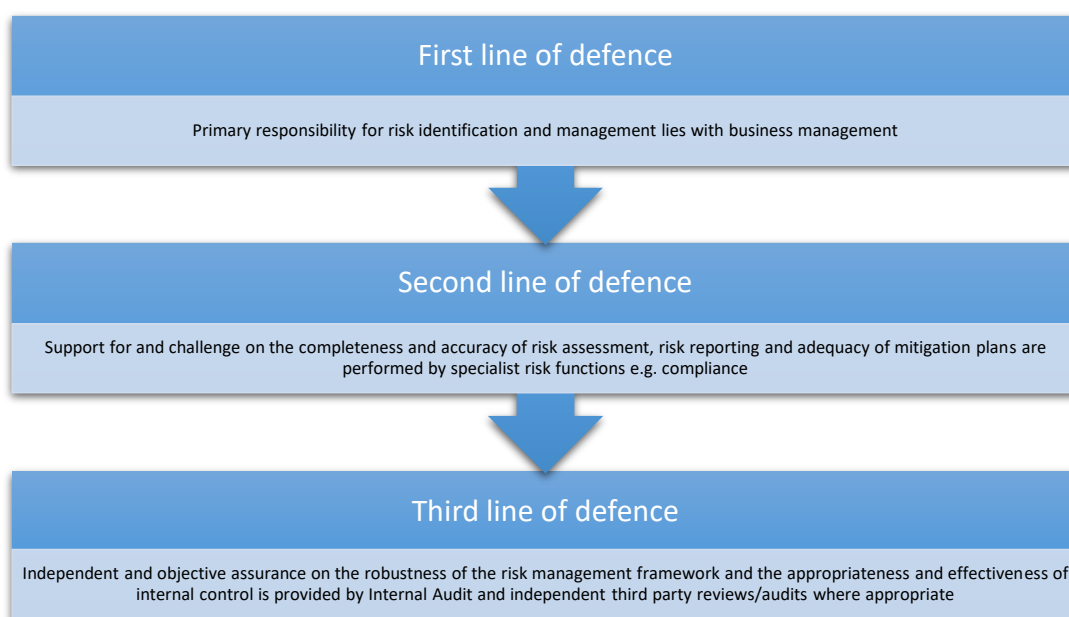 First line of defence
Primary responsibility for risk identification and management lies with business management
Second line of defence
Support for and challenge on the completeness and accuracy of risk assessment, risk reporting and adequacy of mitigation plans are
performed by specialist risk functions e.g. compliance
Third line of defence
Independent and objective assurance on the robustness of the risk management framework and the appropriateness and effectiveness of
internal control is provided by Internal Audit and independent third party reviews/audits where appropriate